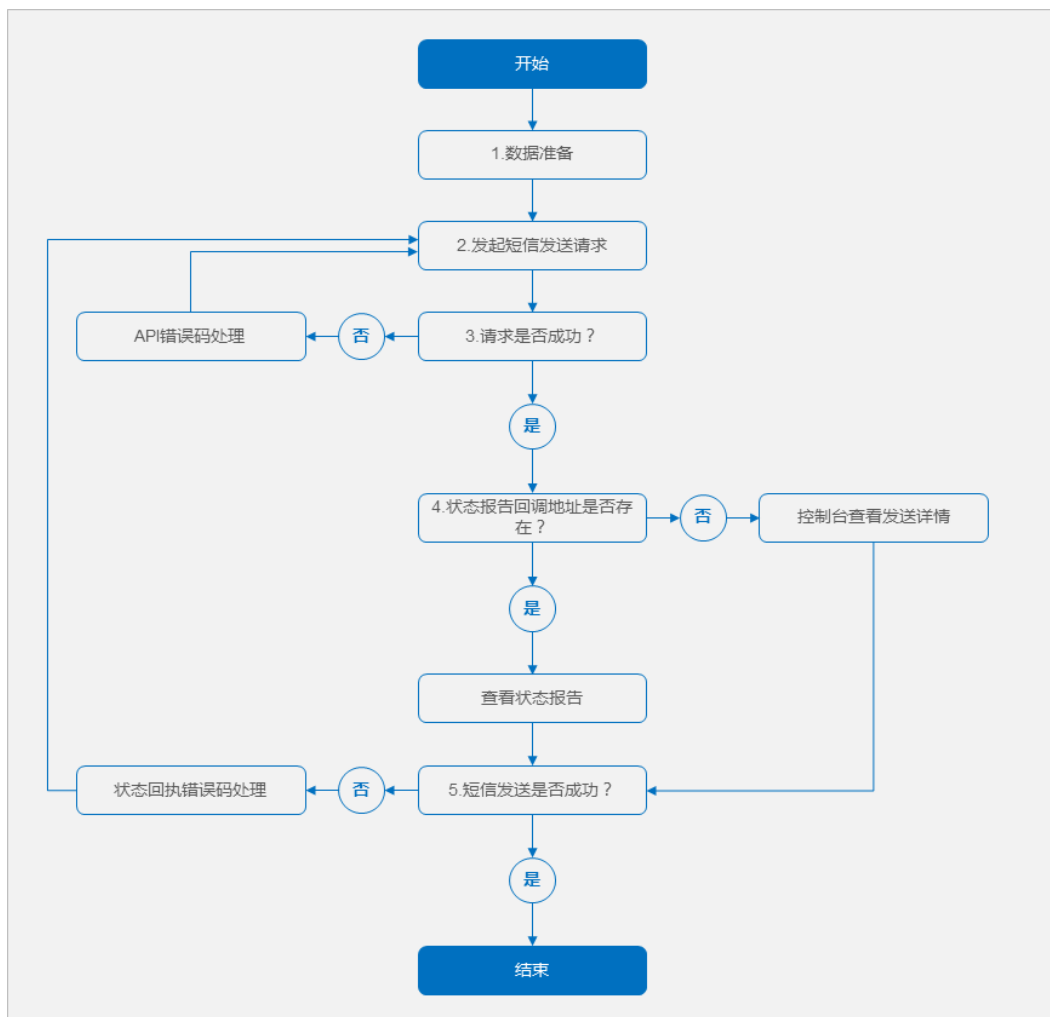 开始
1.数据准备
2.发起短信发送请求
API错误码处理
否
3.请求是否成功？
是
4.状态报告回调地址是否存
在？
否
控制台查看发送详情
是
查看状态报告
状态回执错误码处理
否
5.短信发送是否成功？
是
结束